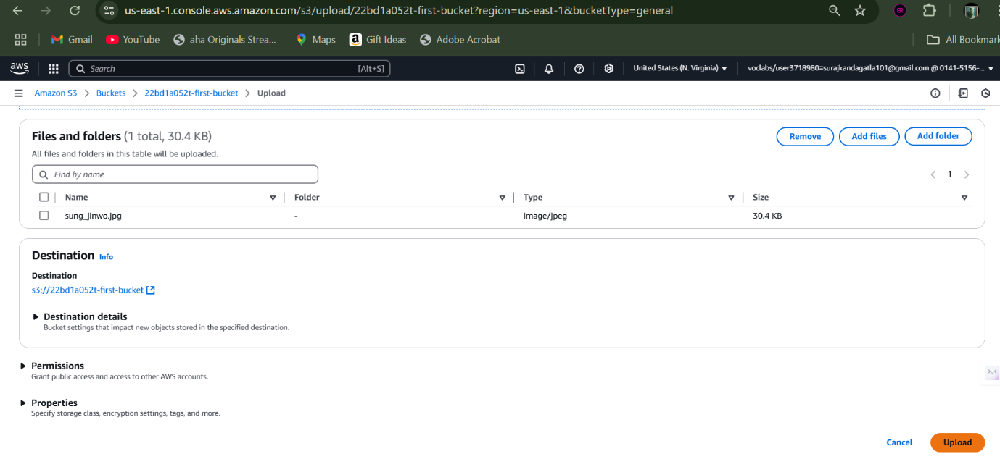 us-east-1.console.aws.amazon.com/s3/upload/22bd1a052t-first-bucket?region=us-east-1&bucketType=general
Gmail YouTube aha Originals Strea... Maps Gift Ideas Adobe Acrobat All Bookmark
aws Search [Alt+S] United States (N. Virginia) voclabs/user3718980=surajkandagatla101@gmail.com @ 0141-5156-...
Amazon S3 > Buckets > 22bd1a052t-first-bucket > Upload
Files and folders (1 total, 30.4 KB) Remove Add files Add folder
All files and folders in this table will be uploaded.
Find by name 1
Name Folder Type Size
sung_jinwo.jpg - image/jpeg 30.4 KB
Destination Info
Destination
s3://22bd1a052t-first-bucket
Destination details
Bucket settings that impact new objects stored in the specified destination.
Permissions
Grant public access and access to other AWS accounts.
Properties
Specify storage class, encryption settings, tags, and more.
Cancel Upload